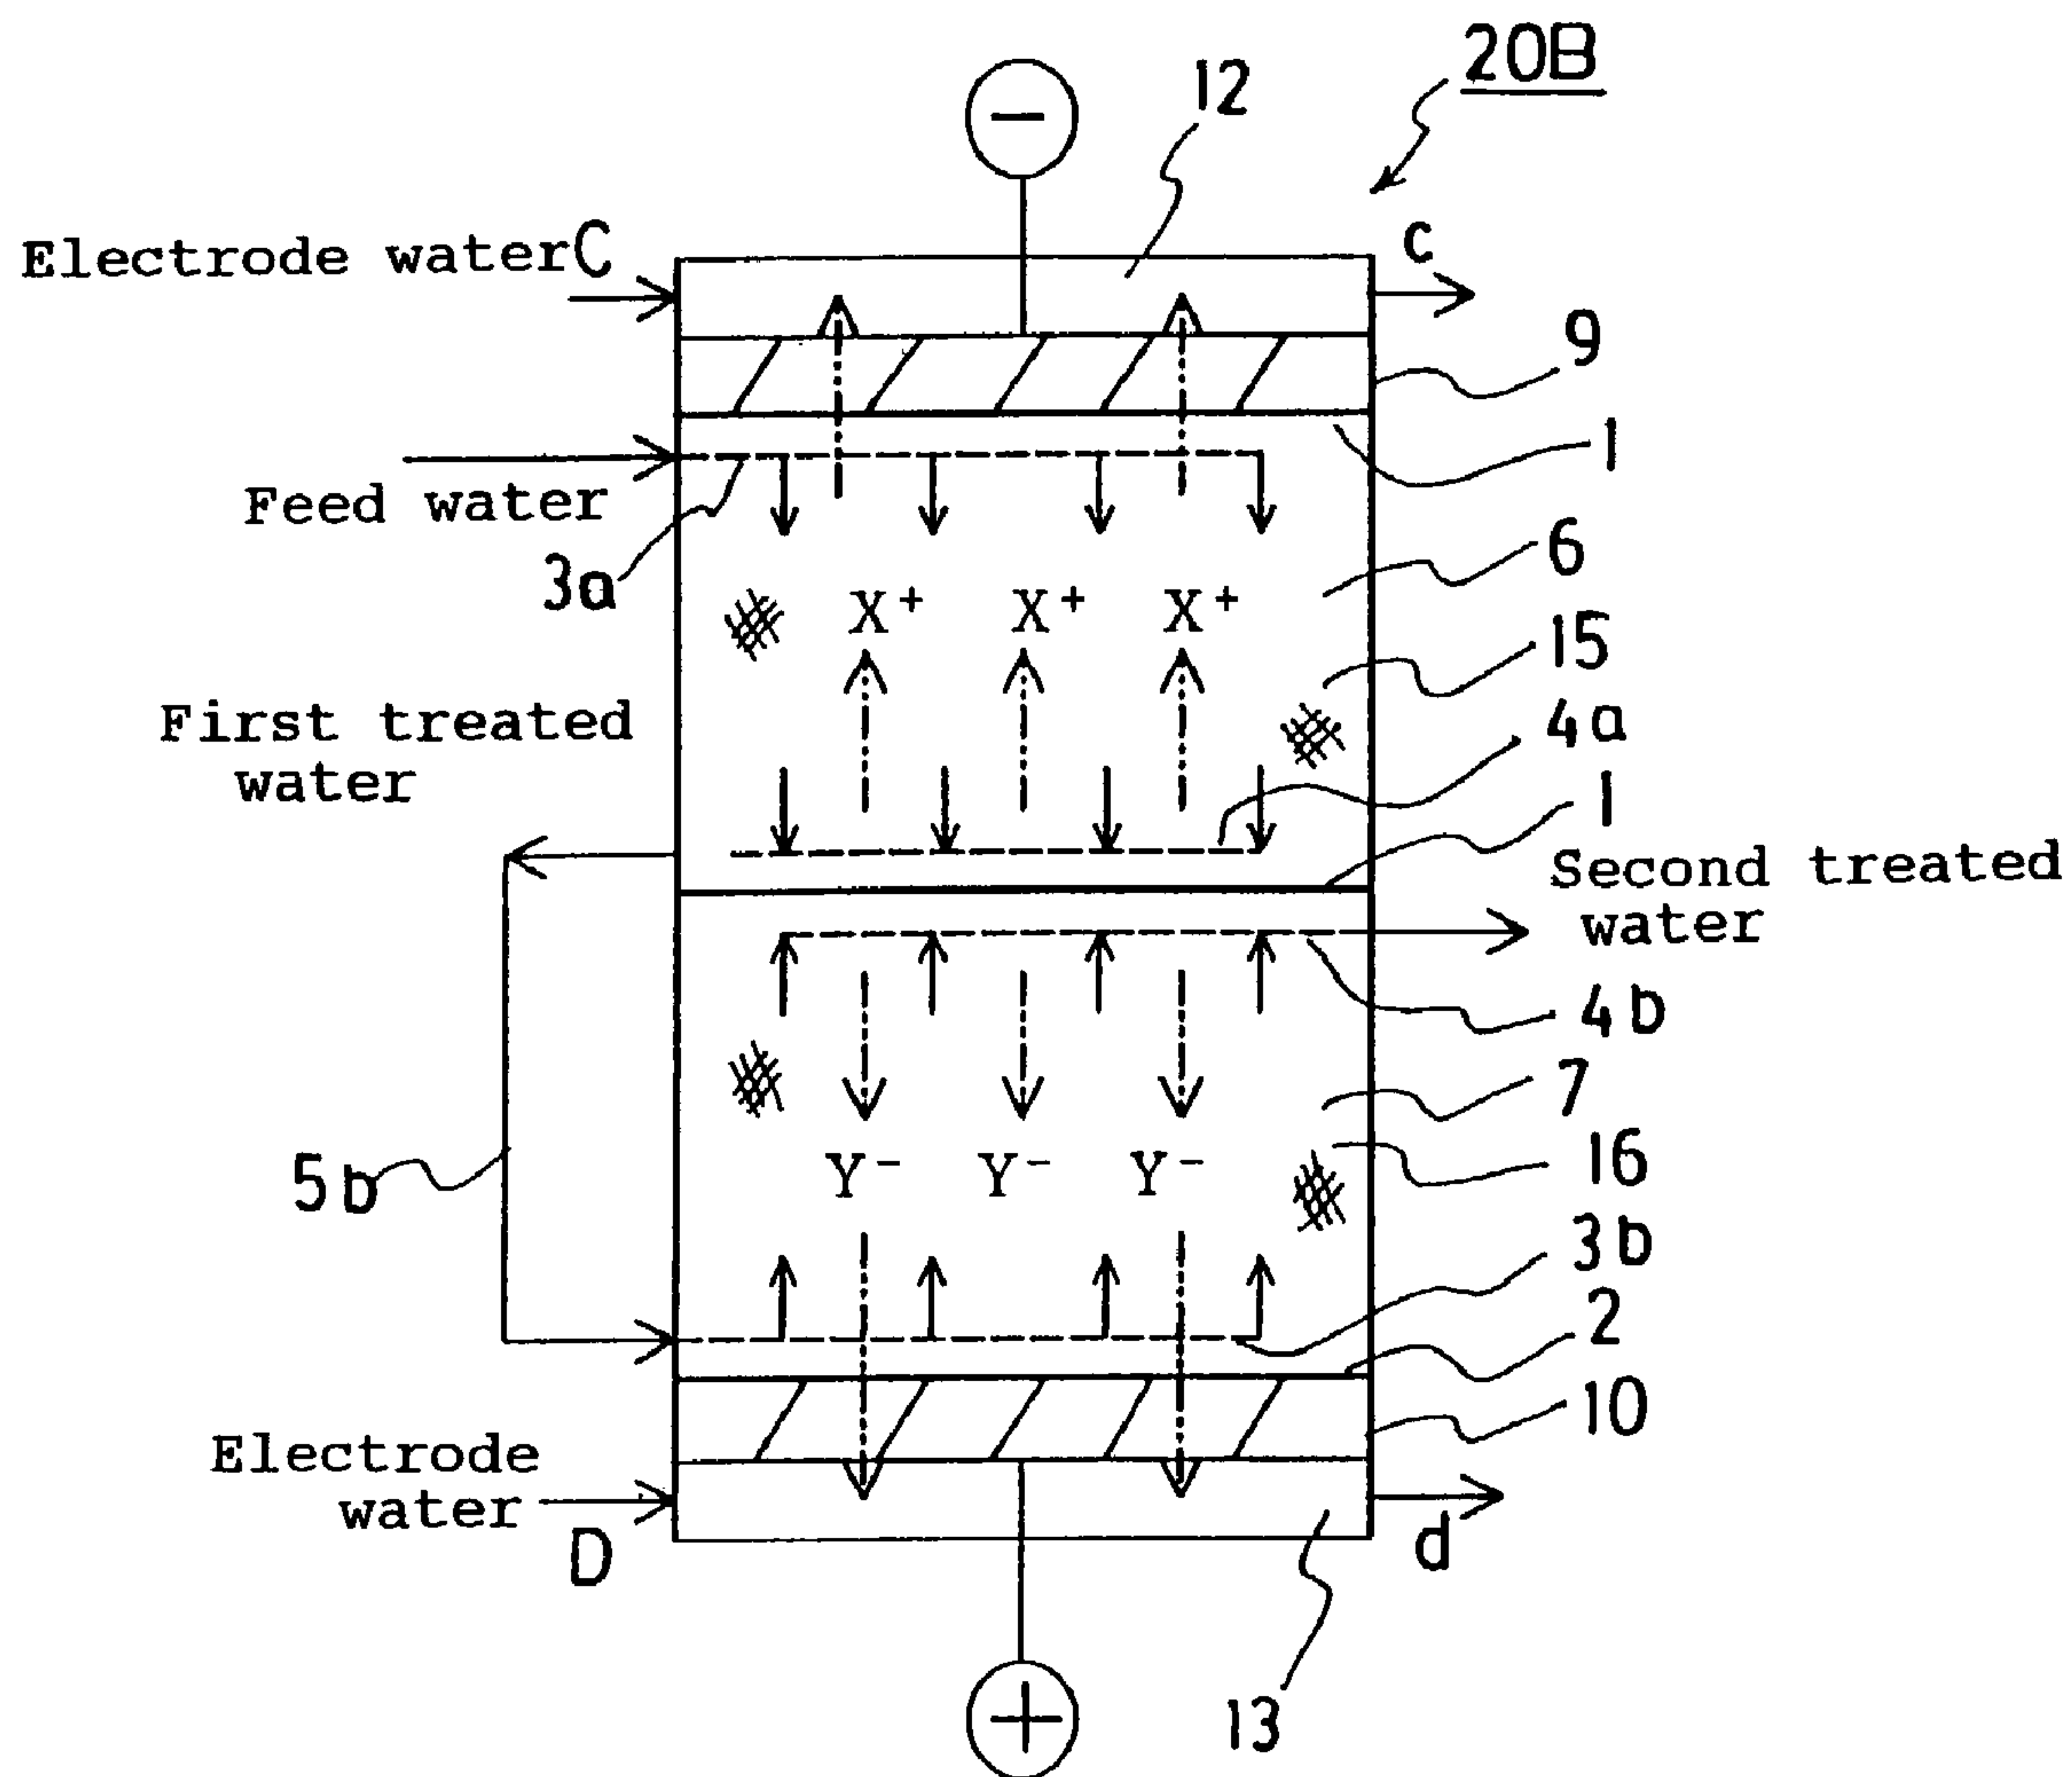 20B
−
12
Electrode water C
c
9
1
Feed water
3a
6
X⁺ X⁺ X⁺
15
First treated
water
4a
1
Second treated
water
4b
7
Y⁻ Y⁻ Y⁻
16
5b
3b
2
10
Electrode
water
D
d
13
+